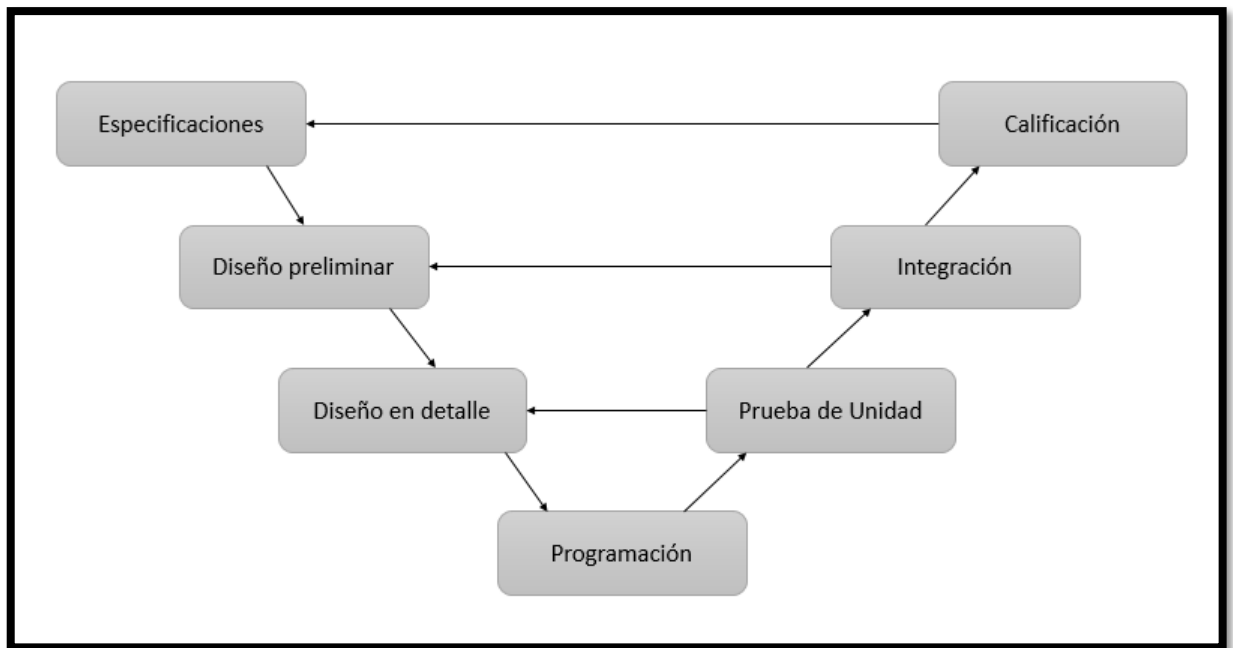 Especificaciones
Calificación
Diseño preliminar
Integración
Diseño en detalle
Prueba de Unidad
Programación